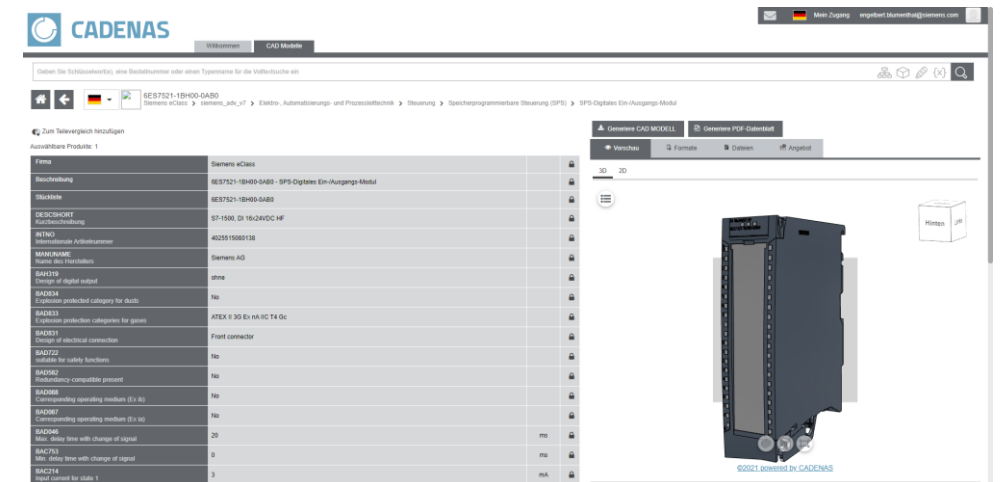 CADENAS
Mein Zugang engelbert.blumenthal@siemens.com
Willkommen CAD Modelle
Geben Sie Schlüsselwort(e), eine Bestellnummer oder einen Typenname für die Volltextsuche ein
6ES7521-1BH00-0AB0
Siemens eClass > siemens_adv_v7 > Elektro-, Automatisierungs- und Prozessleittechnik > Steuerung > Speicherprogrammierbare Steuerung (SPS) > SPS-Digitales Ein-/Ausgangs-Modul
Zum Teilevergleich hinzufügen
Auswählbare Produkte: 1
Firma Siemens eClass
Beschreibung 6ES7521-1BH00-0AB0 - SPS-Digitales Ein-/Ausgangs-Modul
Stückliste 6ES7521-1BH00-0AB0
DESCSHORT
Kurzbeschreibung S7-1500, DI 16x24VDC HF
INTNO
Internationale Artikelnummer 4025515080138
MANUNAME
Name des Herstellers Siemens AG
BAH319
Design of digital output ohne
BAD834
Explosion protected category for dusts No
BAD833
Explosion protection categories for gases ATEX II 3G Ex nA IIC T4 Gc
BAD831
Design of electrical connection Front connector
BAD722
suitable for safety functions No
BAD582
Redundancy-compatible present No
BAD068
Corresponding operating medium (Ex ib) No
BAD067
Corresponding operating medium (Ex ia) No
BAD046
Max. delay time with change of signal 20 ms
BAC753
Min. delay time with change of signal 0 ms
BAC214
Input current for state 1 3 mA
Generiere CAD MODELL Generiere PDF-Datenblatt
Vorschau Formate Dateien Angebot
3D 2D
Hinten
©2021 powered by CADENAS